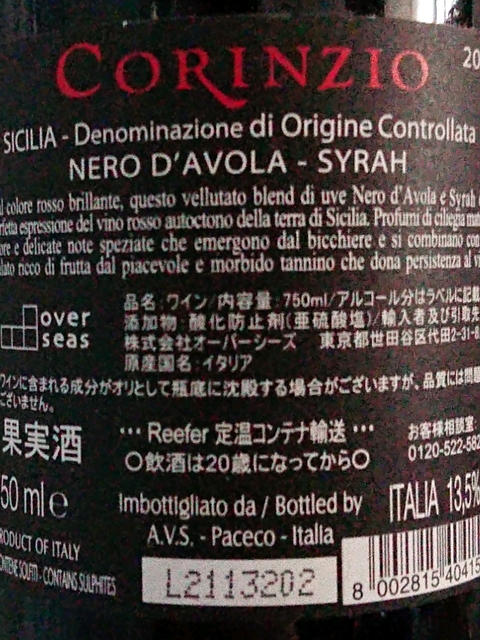 CORINZIO
20
SICILIA - Denominazione di Origine Controllata
NERO D'AVOLA - SYRAH
colore rosso brillante, questo vellutato blend di uve Nero d'Avola e Syrah
espressione del vino rosso autoctono della terra di Sicilia. Profumi di ciliegia
e delicate note speziate che emergono dal bicchiere e si combinano con
ricco di frutta dal piacevole e morbido tannino che dona persistenza al
over
seas
品名:ワイン/内容量:750ml/アルコール分はラベルに記載
添加物:酸化防止剤(亜硫酸塩)/輸入者及び引取先
株式会社オーバーシーズ 東京都世田谷区代田2-31-8
原産国名:イタリア
ワインに含まれる成分がオリとして瓶底に沈殿する場合がございますが、品質には問題
ございません。
果実酒
··· Reefer 定温コンテナ輸送 ···
○飲酒は20歳になってから○
お客様相談室:
0120-522-582
50 ml e
Imbottigliato da / Bottled by
A.V.S. - Paceco - Italia
ITALIA 13,5%
PRODUCT OF ITALY
CONTIENE SOLFITI - CONTAINS SULPHITES
L2113202
8 002815 40415